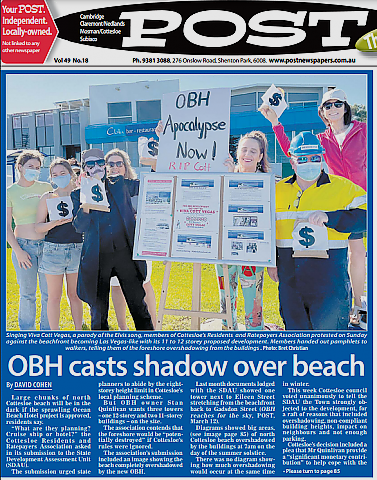 Your POST.
Independent.
Locally-owned.
Not linked to any
other newspaper
Cambridge
Claremont/Nedlands
Mosman/Cottesloe
Subiaco
POST
Th
Vol 49 No.18
Ph. 9381 3088, 276 Onslow Road, Shenton Park, 6008. www.postnewspapers.com.au
OBH
Apocalypse
Now!
RIP Cott
$
$
$
$
$
VIVA COTT VEGAS
Singing Viva Cott Vegas, a parody of the Elvis song, members of Cottesloe's Residents and Ratepayers Association protested on Sunday
against the beachfront becoming Las Vegas-like with its 11 to 12 storey proposed development. Members handed out pamphlets to
walkers, telling them of the foreshore overshadowing from the buildings. Photo: Bret Christian
OBH casts shadow over beach
By DAVID COHEN
Large chunks of north
Cottesloe beach will be in the
dark if the sprawling Ocean
Beach Hotel project is approved,
residents say.
"What are they planning?
Cruise ship or hotel?" the
Cottesloe Residents and
Ratepayers Association asked
in its submission to the State
Development Assessment Unit
(SDAU).
The submission urged state
planners to abide by the eight-
storey height limit in Cottesloe's
local planning scheme.
But OBH owner Stan
Quinlivan wants three towers –
one 12-storey and two 11-storey
buildings – on the site.
The association contends that
the foreshore would be "poten-
tially destroyed" if Cottesloe's
rules were ignored.
The association's submission
included an image showing the
beach completely overshadowed
by the new OBH.
Last month documents lodged
with the SDAU showed one
tower next to Eileen Street
stretching from the beachfront
back to Gadsdon Street (OBH
reaches for the sky, POST,
March 12).
Diagrams showed big areas,
(see image page 85) of north
Cottesloe beach overshadowed
by the buildings at 7am on the
day of the summer solstice.
There was no diagram show-
ing how much overshadowing
would occur at the same time
in winter.
This week Cottesloe council
voted unanimously to tell the
SDAU the Town strongly ob-
jected to the development, for
a raft of reasons that included
overshadowing, non-compliant
building heights, impact on
neighbours and not enough
parking.
Cottesloe's decision included a
plea that Mr Quinlivan provide
a "significant monetary contri-
bution" to help cope with the
• Please turn to page 85